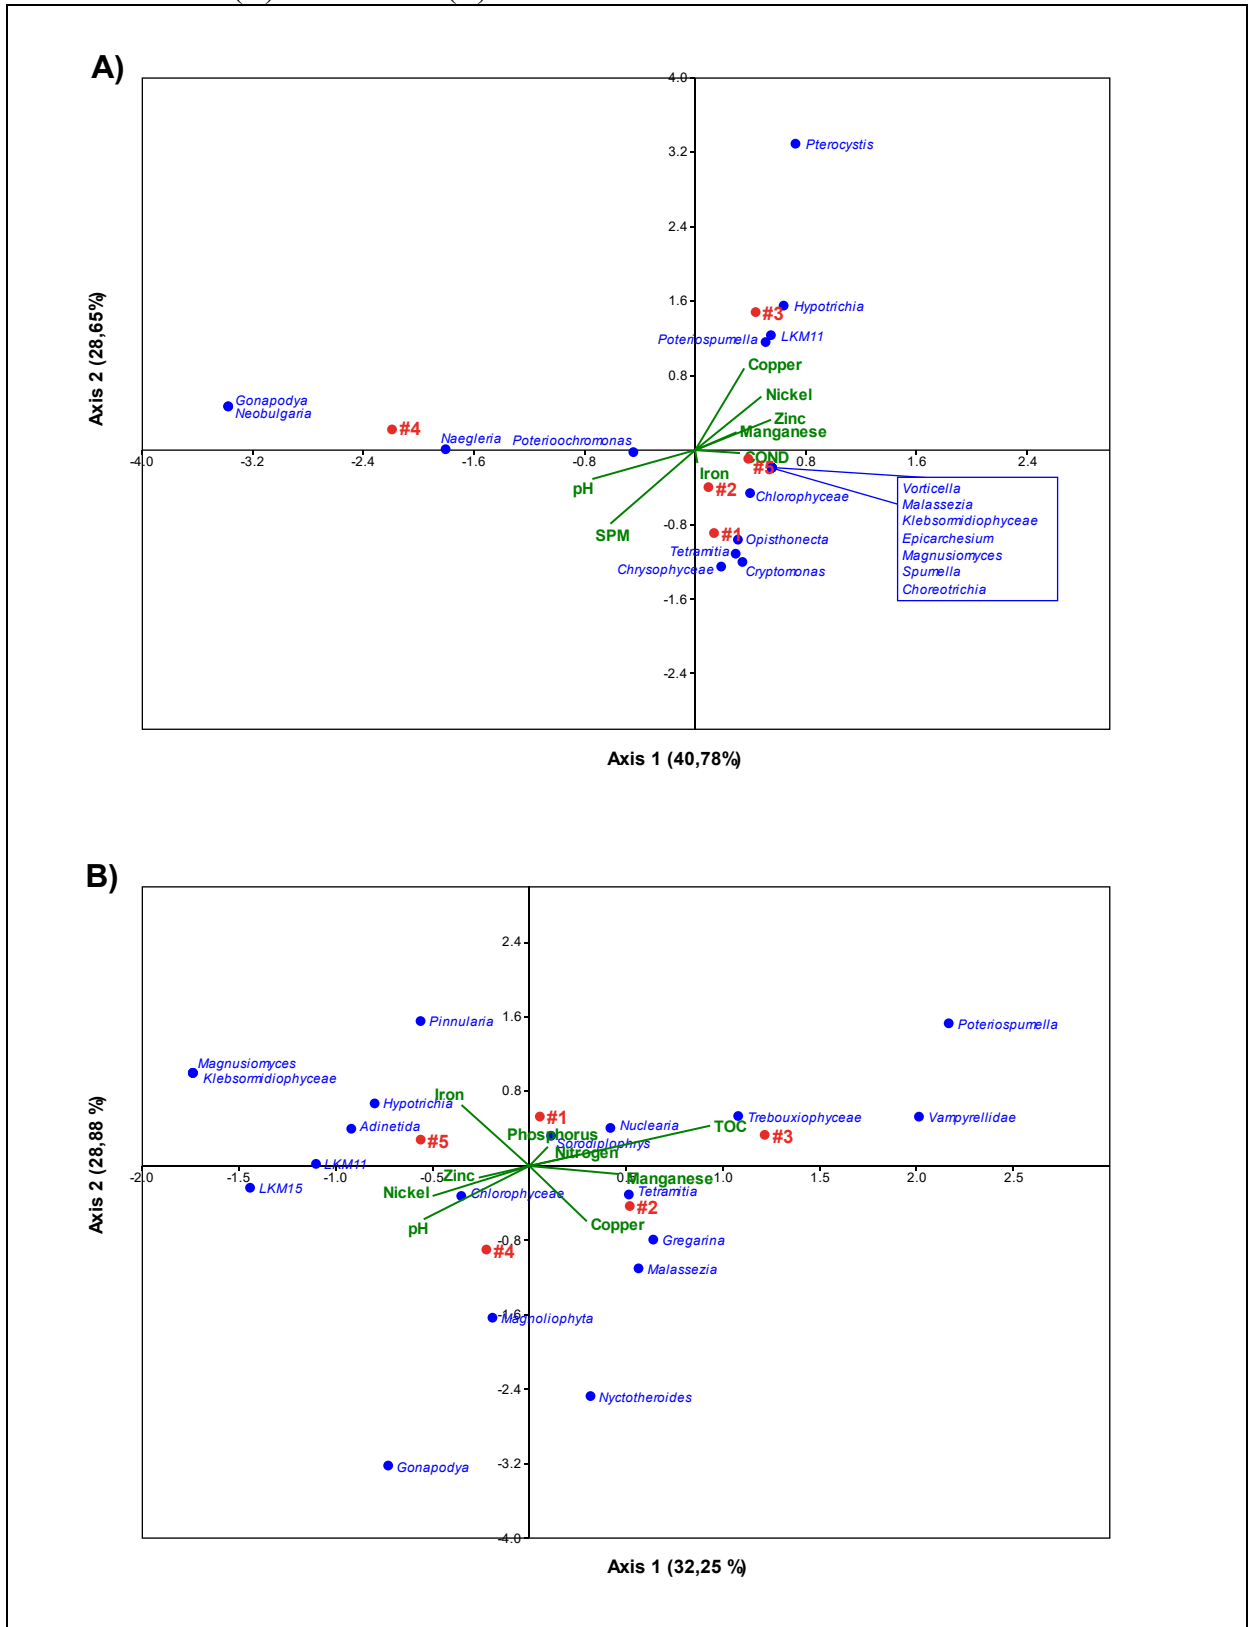 A)
4.0
3.2
2.4
1.6
0.8
-0.8
-1.6
-2.4
-4.0
-3.2
-2.4
-1.6
-0.8
0.8
1.6
2.4
Axis 2 (28,65%)
Axis 1 (40,78%)
Pterocystis
Hypotrichia
#3
LKM11
Poteriospumella
Copper
Nickel
Zinc
Manganese
COND
Iron
pH
SPM
Gonapodya
Neobulgaria
#4
Naegleria
Poterioochromonas
#5
#2
Chlorophyceae
#1
Opisthonecta
Tetramitia
Chrysophyceae
Cryptomonas
Vorticella
Malassezia
Klebsormidiophyceae
Epicarchesium
Magnusiomyces
Spumella
Choreotrichia
B)
2.4
1.6
0.8
-0.8
-1.6
-2.4
-3.2
-4.0
-2.0
-1.5
-1.0
-0.5
0.5
1.0
1.5
2.0
2.5
Axis 2 (28,88 %)
Axis 1 (32,25 %)
Pinnularia
Poteriospumella
Magnusiomyces
Klebsormidiophyceae
Iron
Hypotrichia
Adinetida
#5
#1
Phosphorus
Sorodiplophrys
Nitrogen
Nuclearia
TOC
Trebouxiophyceae
#3
Vampyrellidae
LKM11
LKM15
Zinc
Nickel
Chlorophyceae
pH
Manganese
Tetramitia
#2
Copper
Gregarina
#4
Malassezia
Magnoliophyta
Nyctotheroides
Gonapodya